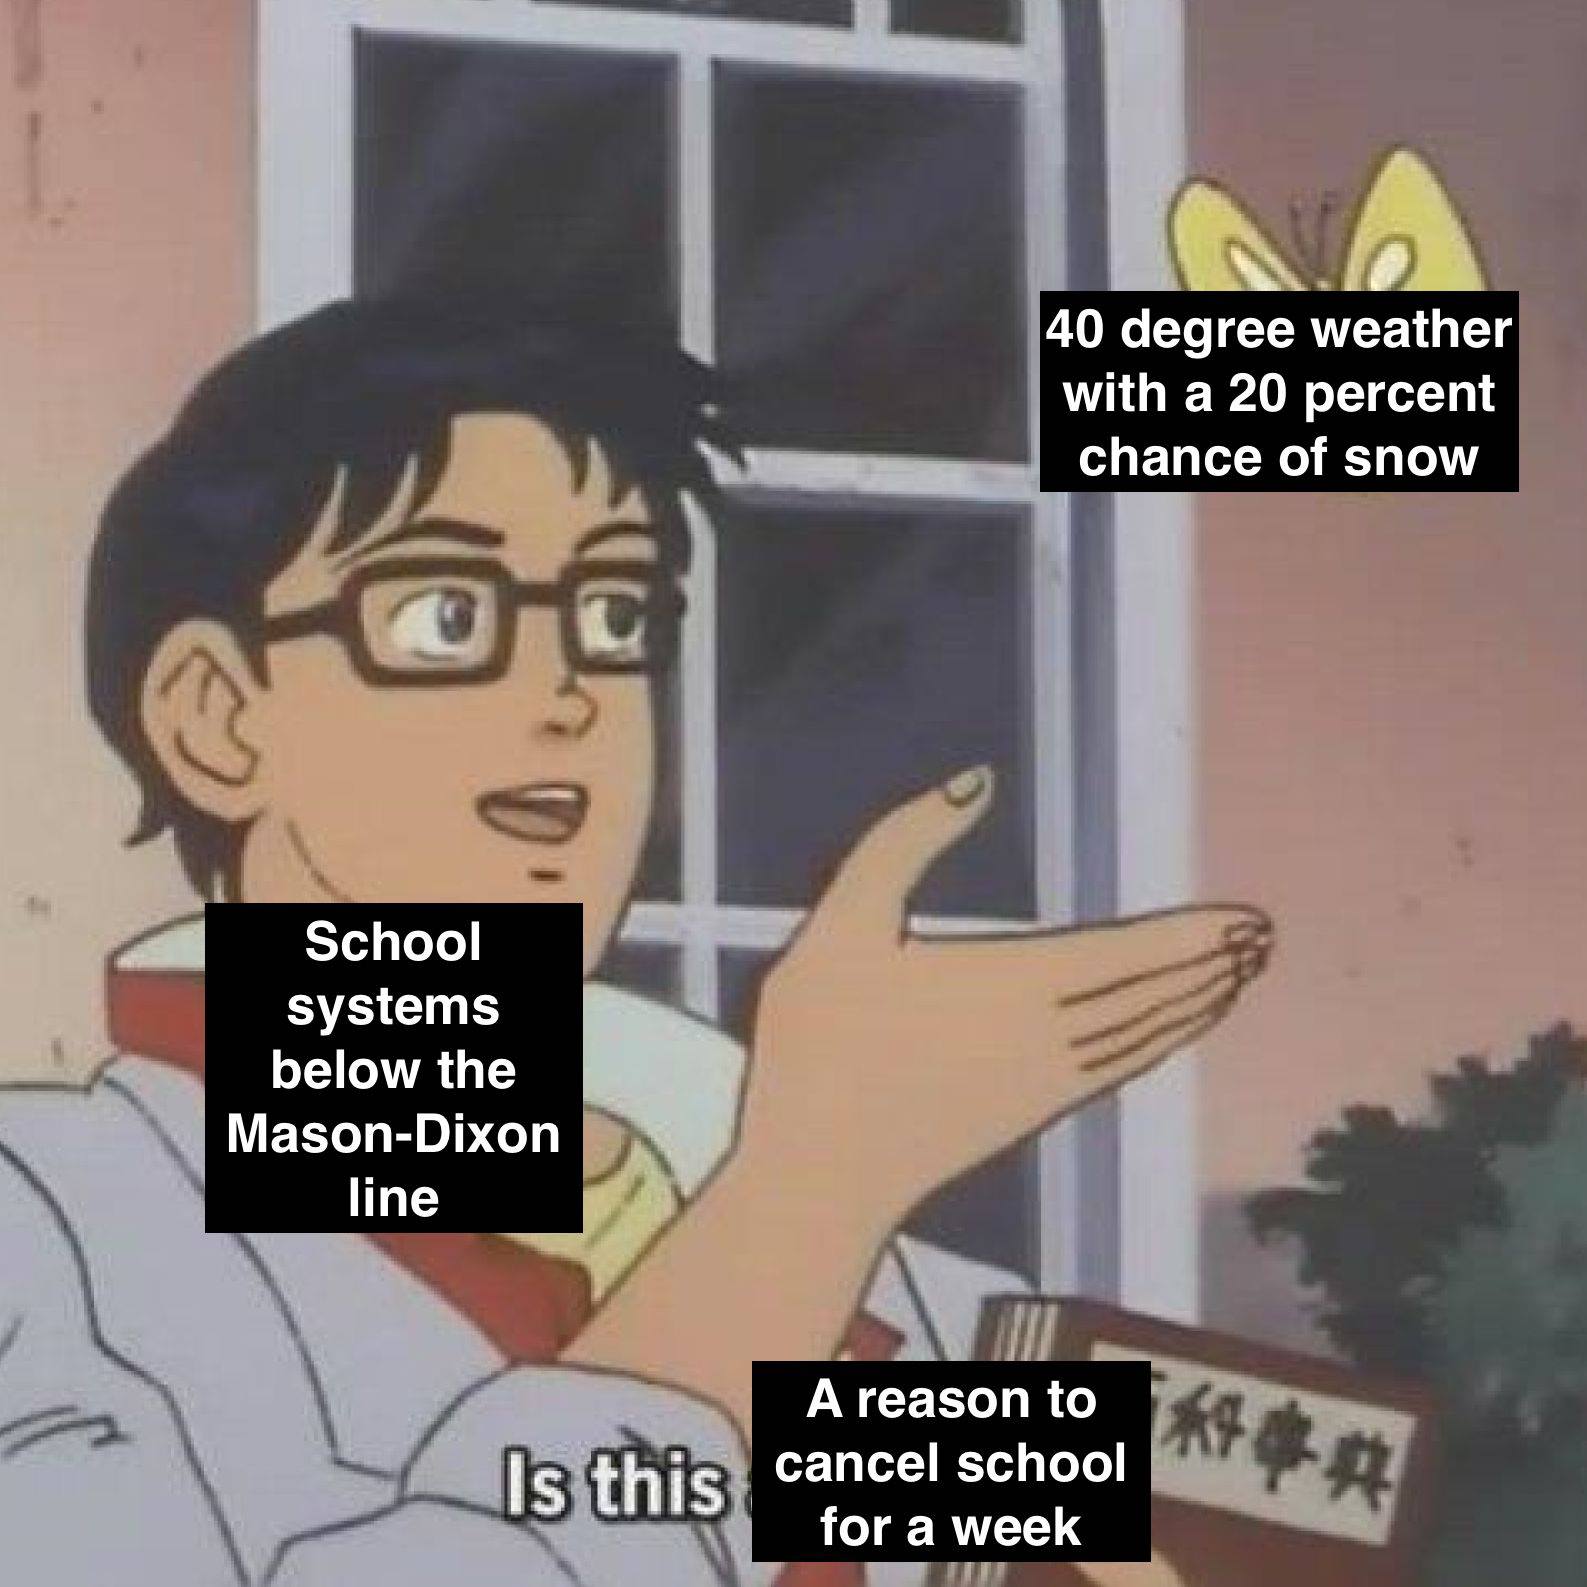 40 degree weather
with a 20 percent
chance of snow
School
systems
below the
Mason-Dixon
line
Is this
A reason to
cancel school
for a week